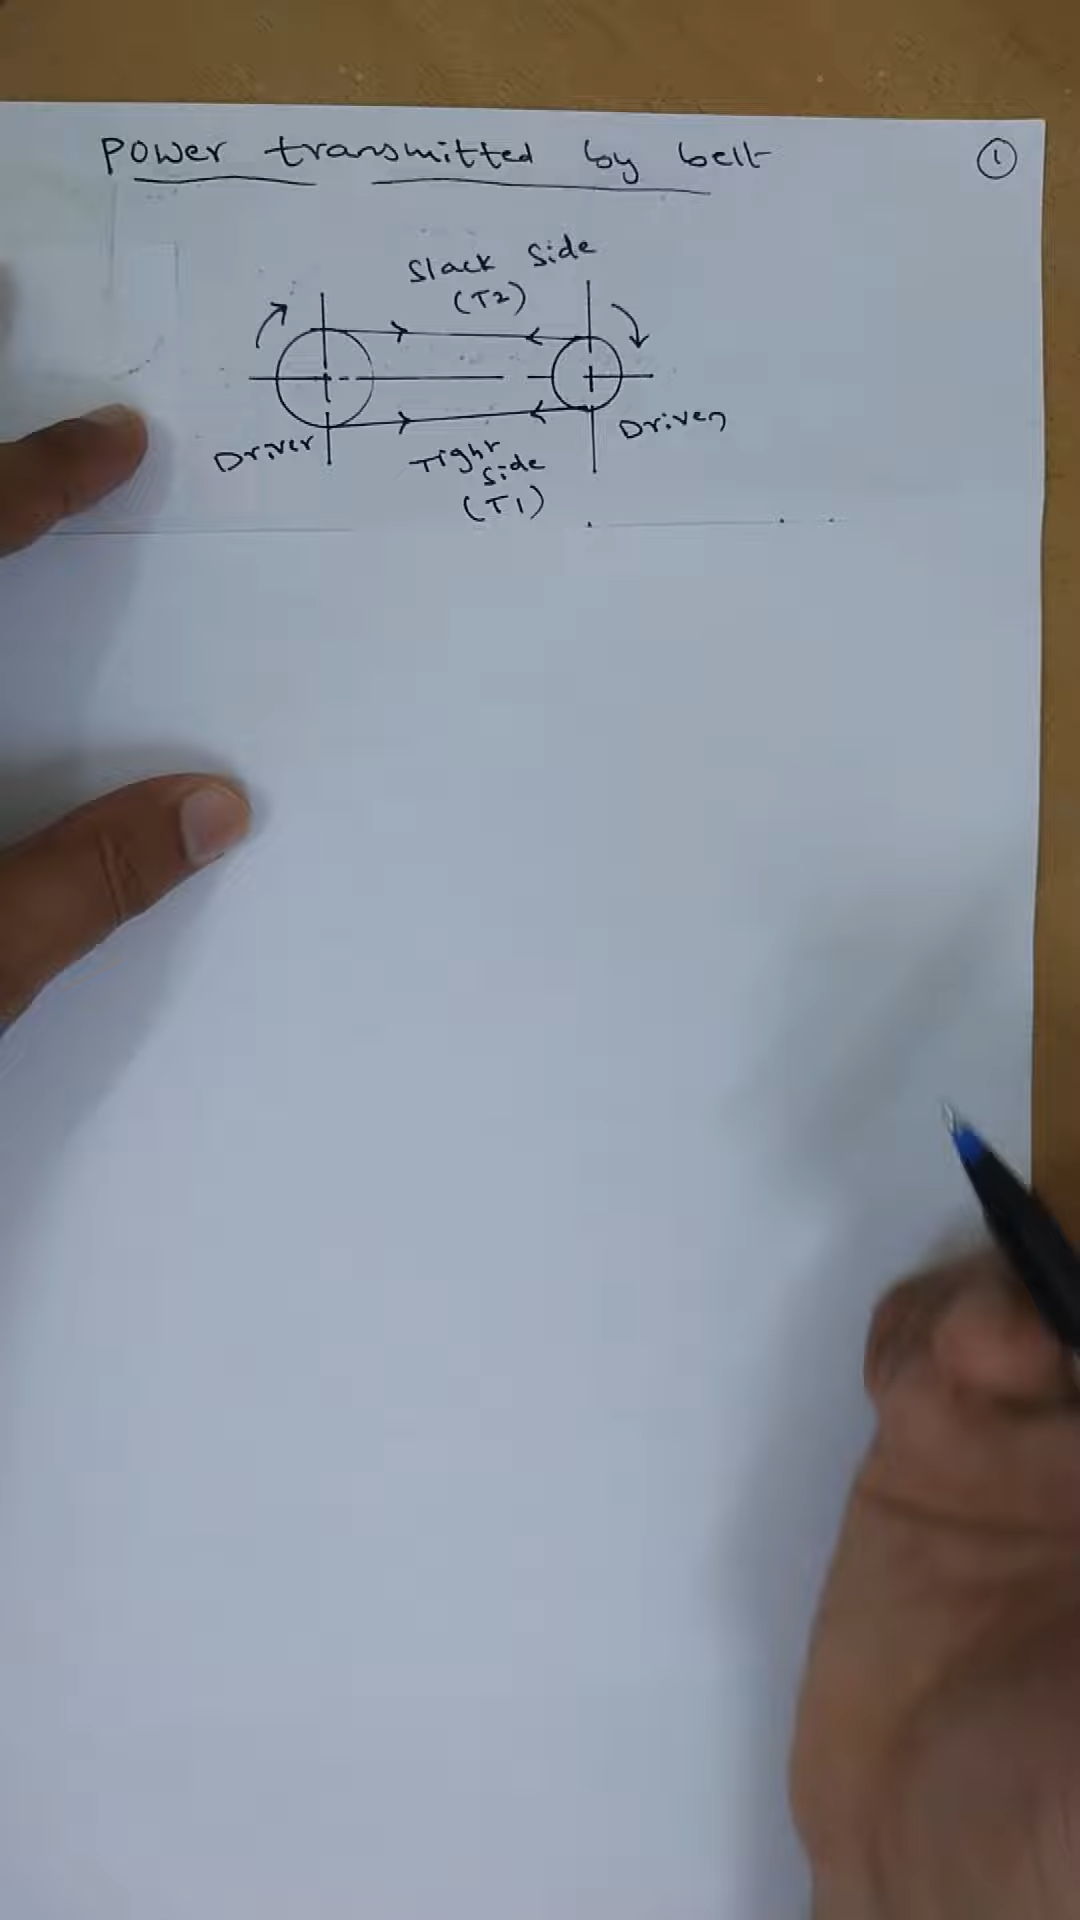 Power transmitted by belt
1
Slack Side
(T2)
Driver
Tight
Side
(T1)
Driven